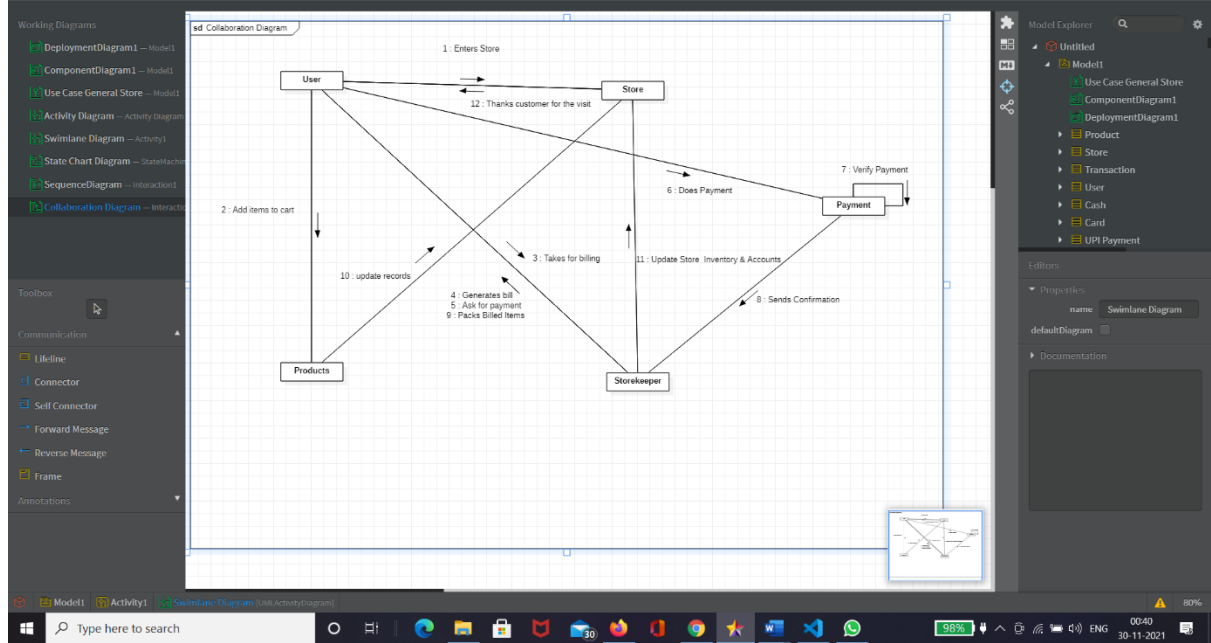 Working Diagrams
DeploymentDiagram1 — Model1
ComponentDiagram1 — Model1
Use Case General Store — Model1
Activity Diagram — Activity Diagram
Swimlane Diagram — Activity1
State Chart Diagram — StateMachin
SequenceDiagram — Interaction1
Collaboration Diagram — Interactio
Toolbox
Communication
Lifeline
Connector
Self Connector
Forward Message
Reverse Message
Frame
Annotations
sd Collaboration Diagram
1 : Enters Store
User
Store
12 : Thanks customer for the visit
7 : Verify Payment
6 : Does Payment
Payment
2 : Add items to cart
3 : Takes for billing
11 : Update Store Inventory & Accounts
10 : update records
4 : Generates bill
5 : Ask for payment
9 : Packs Billed Items
8 : Sends Confirmation
Products
Storekeeper
Model Explorer
Untitled
Model1
Use Case General Store
ComponentDiagram1
DeploymentDiagram1
Product
Store
Transaction
User
Cash
Card
UPI Payment
Editors
Properties
name Swimlane Diagram
defaultDiagram
Documentation
Model1 Activity1 Swimlane Diagram [UMLActivityDiagram]
80%
Type here to search
30
98%
ENG
00:40
30-11-2021